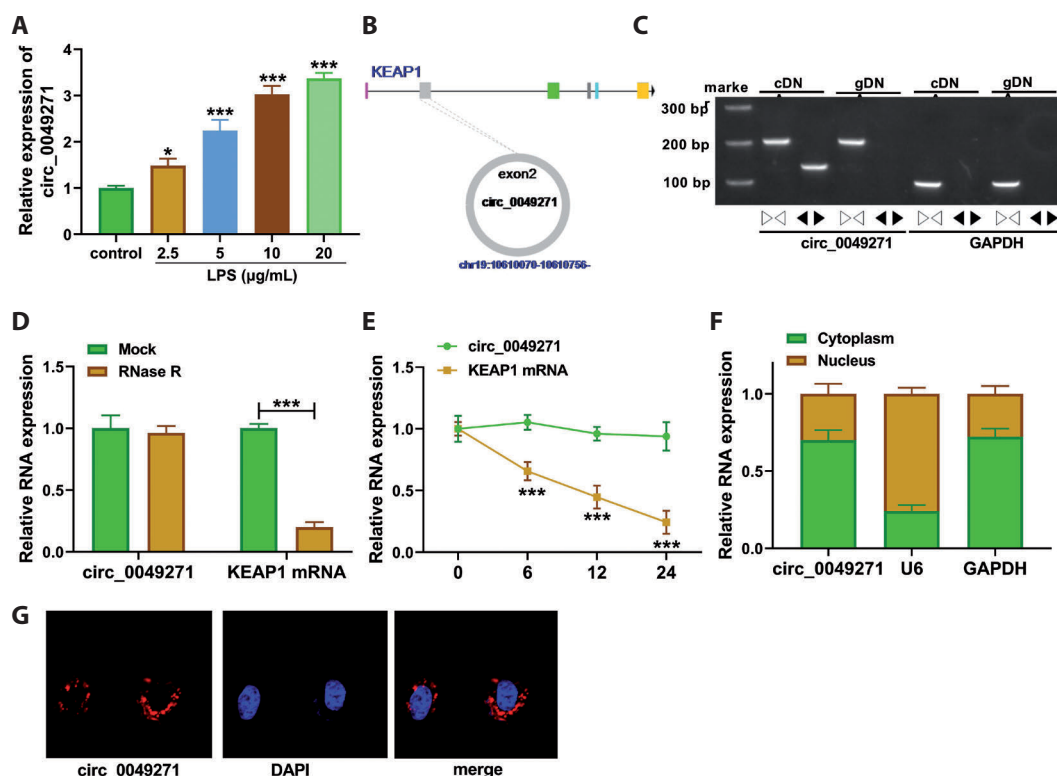 A
Relative expression of
circ_0049271
4
3
2
1
0
***
***
***
*
control
2.5
5
10
20
LPS (µg/mL)
B
KEAP1
exon2
circ_0049271
chr19:10610070-10610756-
C
marke
r
cDN
gDN
cDN
gDN
300 bp
200 bp
100 bp
circ_0049271
GAPDH
D
Relative RNA expression
Mock
RNase R
1.5
1.0
0.5
0.0
***
circ_0049271
KEAP1 mRNA
E
Relative RNA expression
circ_0049271
KEAP1 mRNA
1.5
1.0
0.5
0.0
***
***
***
0
6
12
24
F
Relative RNA expression
Cytoplasm
Nucleus
1.0
0.5
0.0
circ_0049271
U6
GAPDH
G
circ_0049271
DAPI
merge